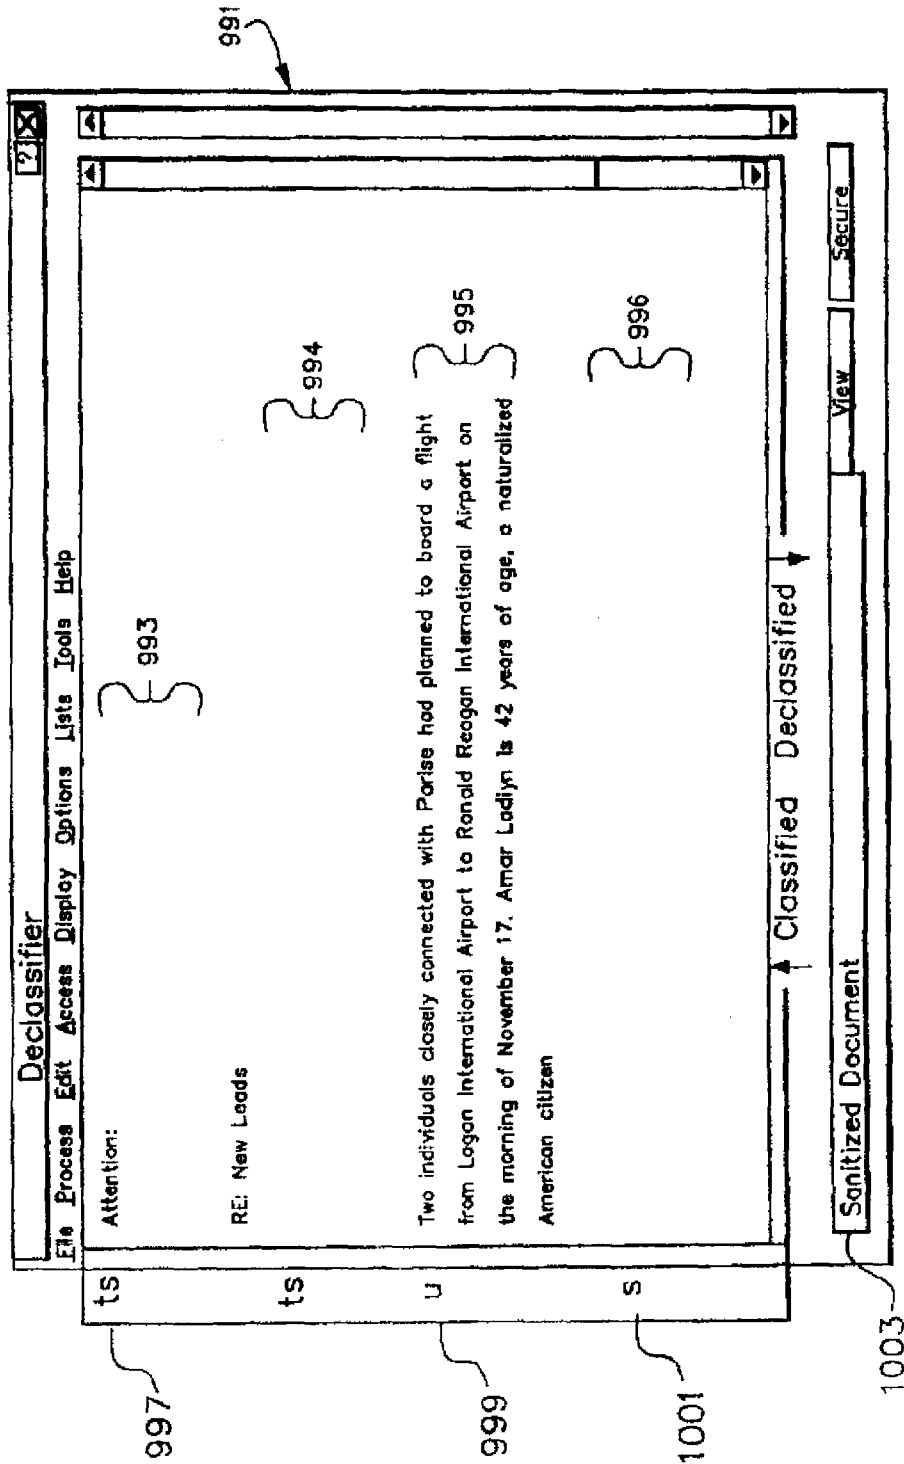 991
Declassifier
? X
File Process Edit Access Display Options Lists Tools Help
ts
Attention:
993
997
RE: New Leads
ts
994
u
Two individuals closely connected with Parise had planned to board a flight
from Logan International Airport to Ronald Reagan International Airport on
the morning of November 17. Amar Ladiyn is 42 years of age, a naturalized
American citizen
995
999
s
996
1001
Classified Declassified
Sanitized Document
View
Secure
1003